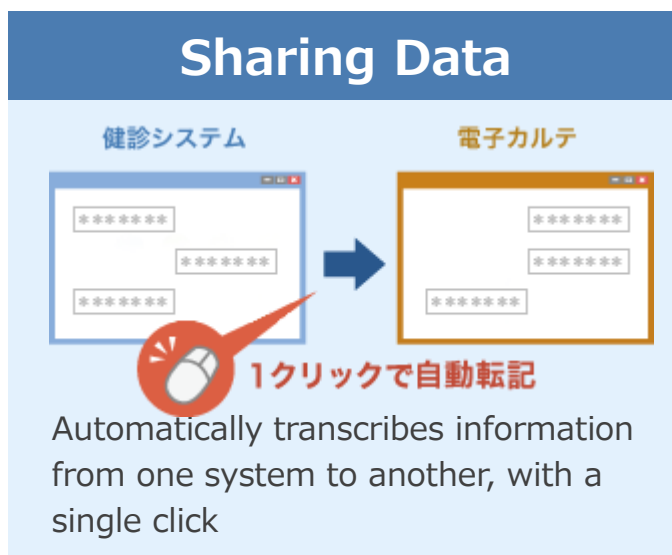 Sharing Data
健診システム
電子カルテ
*******
*******
*******
*******
*******
*******
1クリックで自動転記
Automatically transcribes information
from one system to another, with a
single click